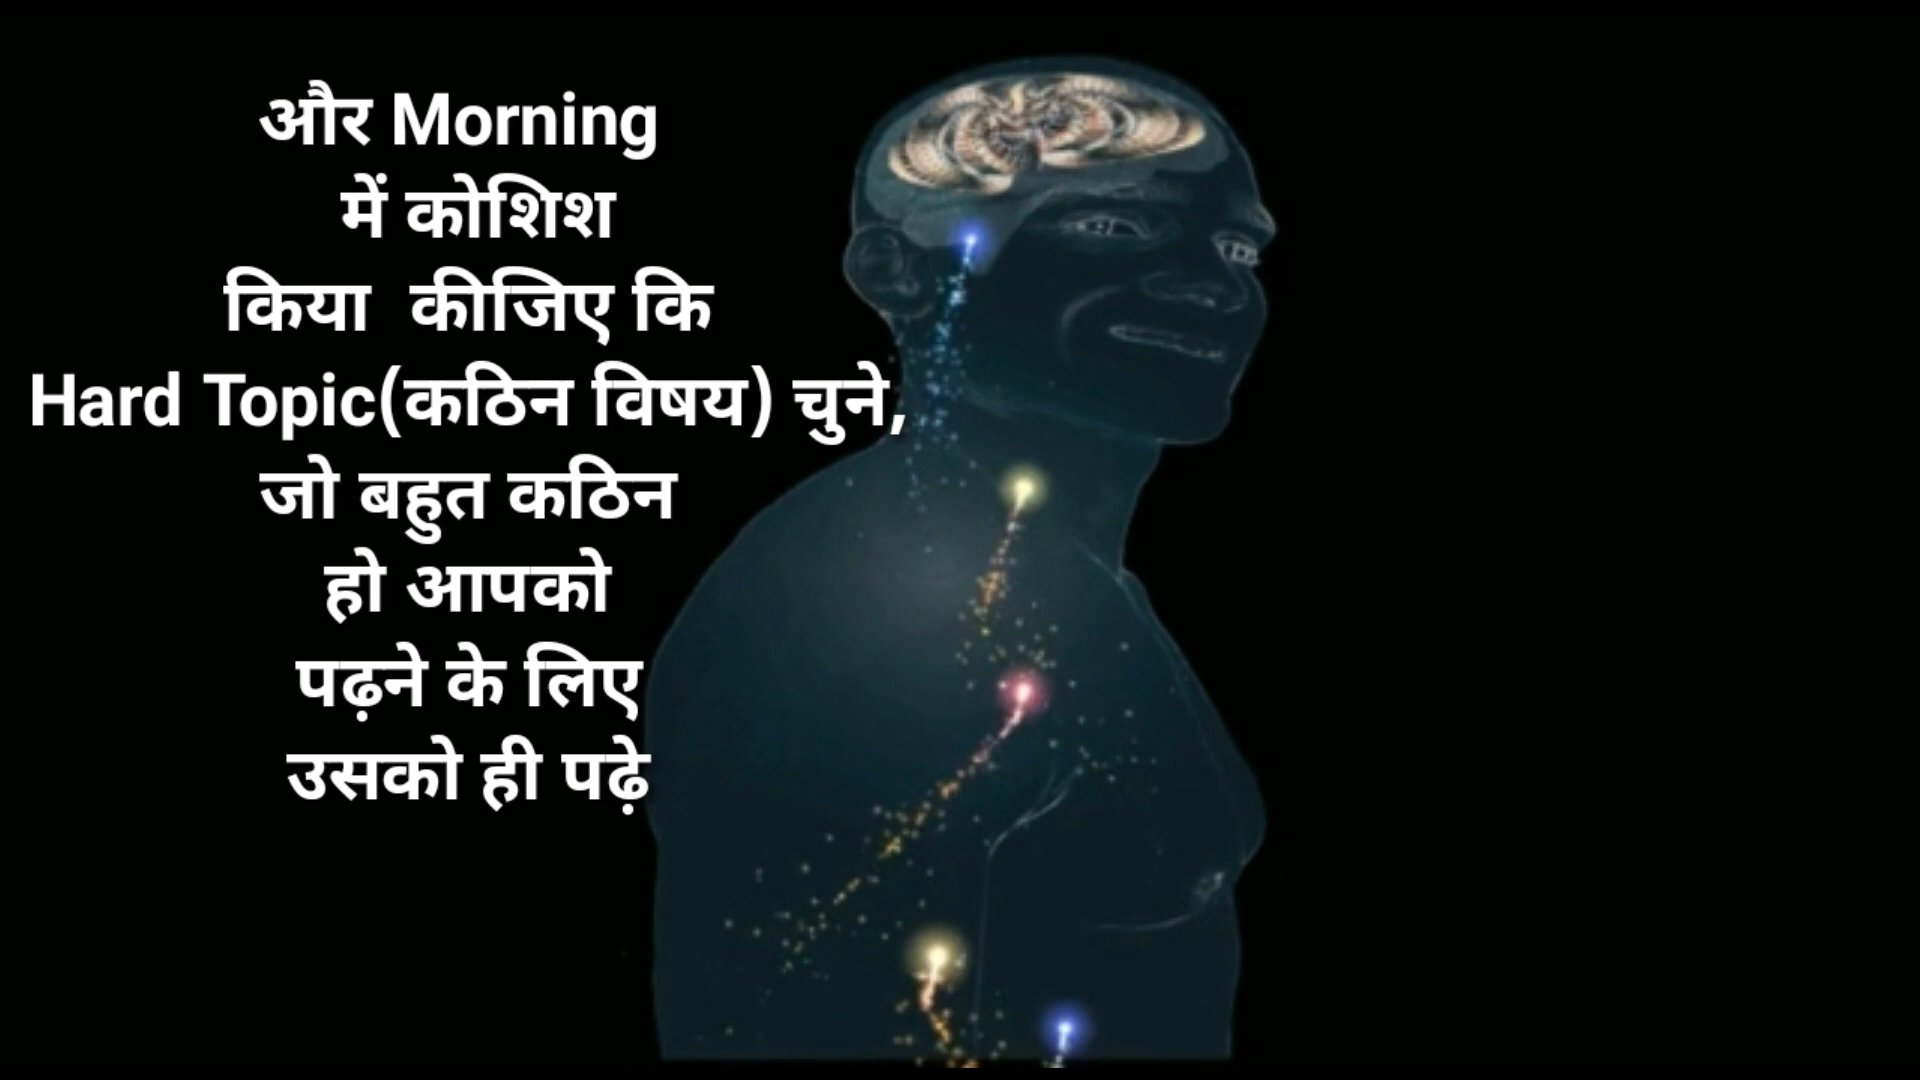 और Morning
में कोशिश
किया  कीजिए कि
Hard Topic(कठिन विषय) चुने,
जो बहुत कठिन
हो आपको
पढ़ने के लिए
उसको ही पढ़े